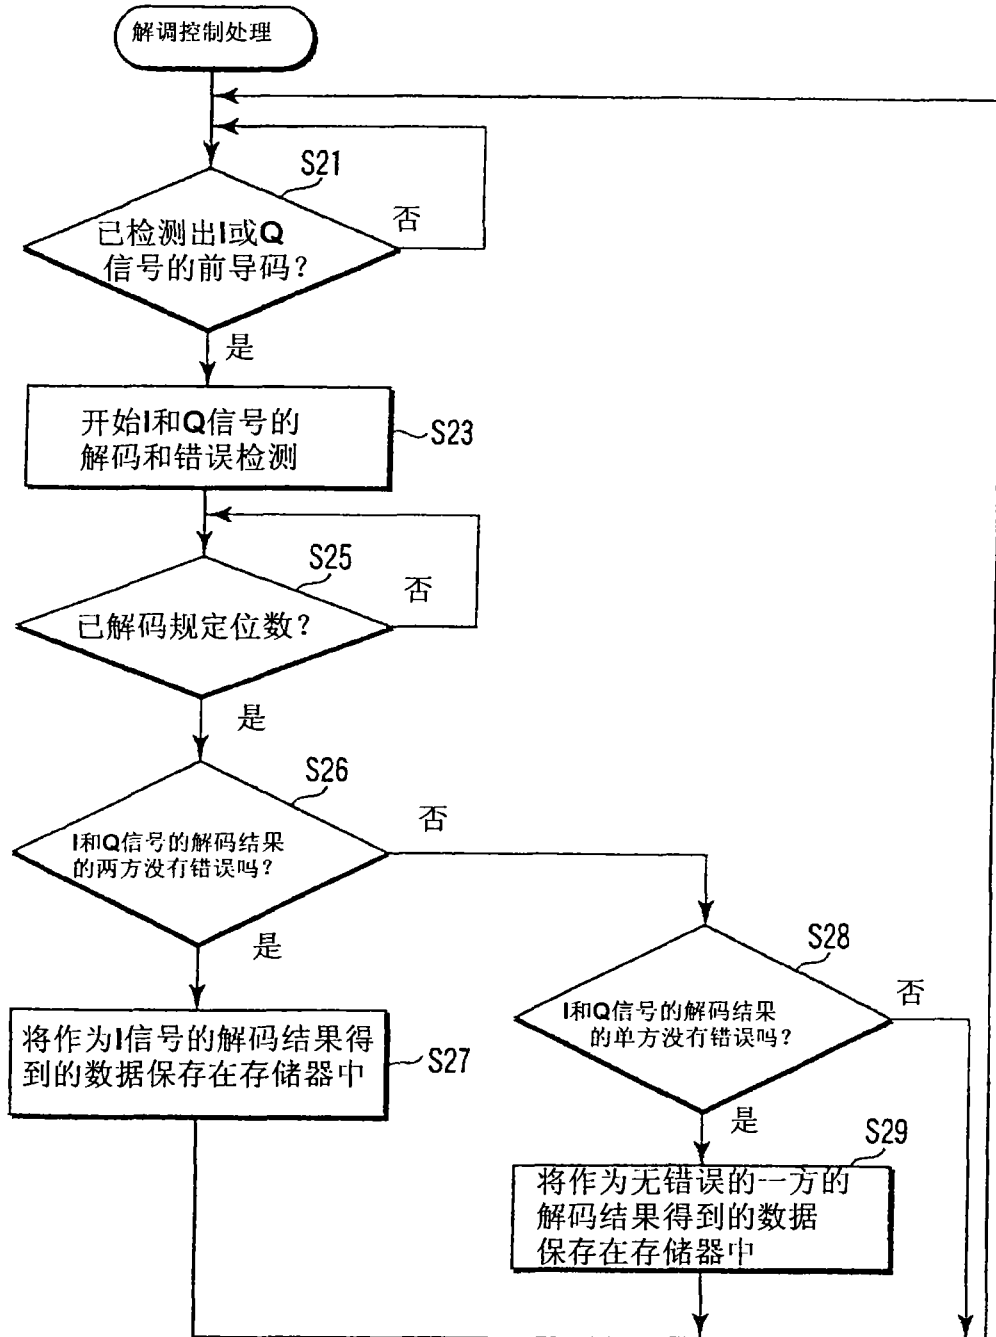 解调控制处理
S21
已检测出I或Q
信号的前导码?
否
是
开始I和Q信号的
解码和错误检测
S23
S25
已解码规定位数?
否
是
S26
I和Q信号的解码结果
的两方没有错误吗?
否
是
将作为I信号的解码结果得
到的数据保存在存储器中
S27
S28
I和Q信号的解码结果
的单方没有错误吗?
否
是
S29
将作为无错误的一方的
解码结果得到的数据
保存在存储器中